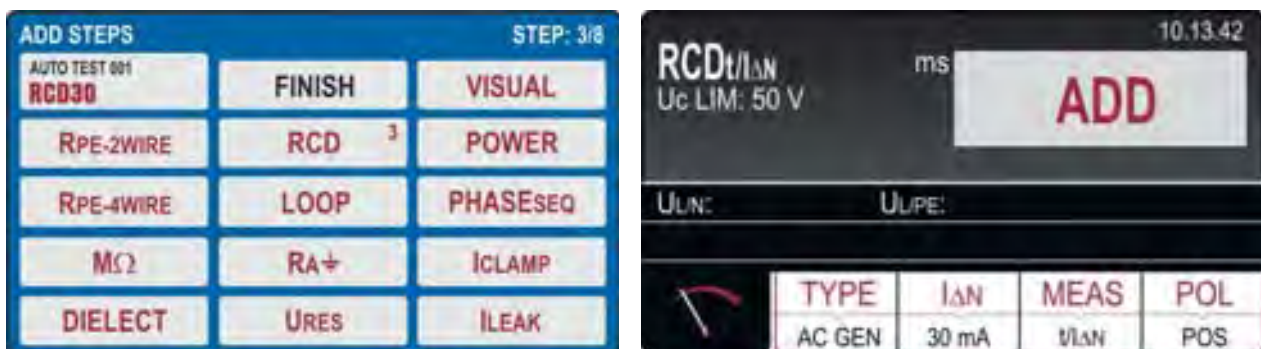 ADD STEPS STEP: 3/8
AUTO TEST 001
RCD30
FINISH VISUAL
RPE-2WIRE RCD 3 POWER
RPE-4WIRE LOOP PHASESEQ
MΩ RA⏚ ICLAMP
DIELECT URES ILEAK
10.13.42
RCDt/IΔN ms ADD
Uc LIM: 50 V
UL/N: UL/PE:
TYPE IΔN MEAS POL
AC GEN 30 mA t/IΔN POS